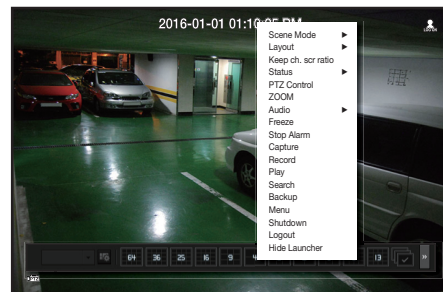 2016-01-01 01:10:05 PM
LOG ON
Scene Mode
Layout
Keep ch. scr ratio
Status
PTZ Control
ZOOM
Audio
Freeze
Stop Alarm
Capture
Record
Play
Search
Backup
Menu
Shutdown
Logout
Hide Launcher
64 36 25 16 9 13